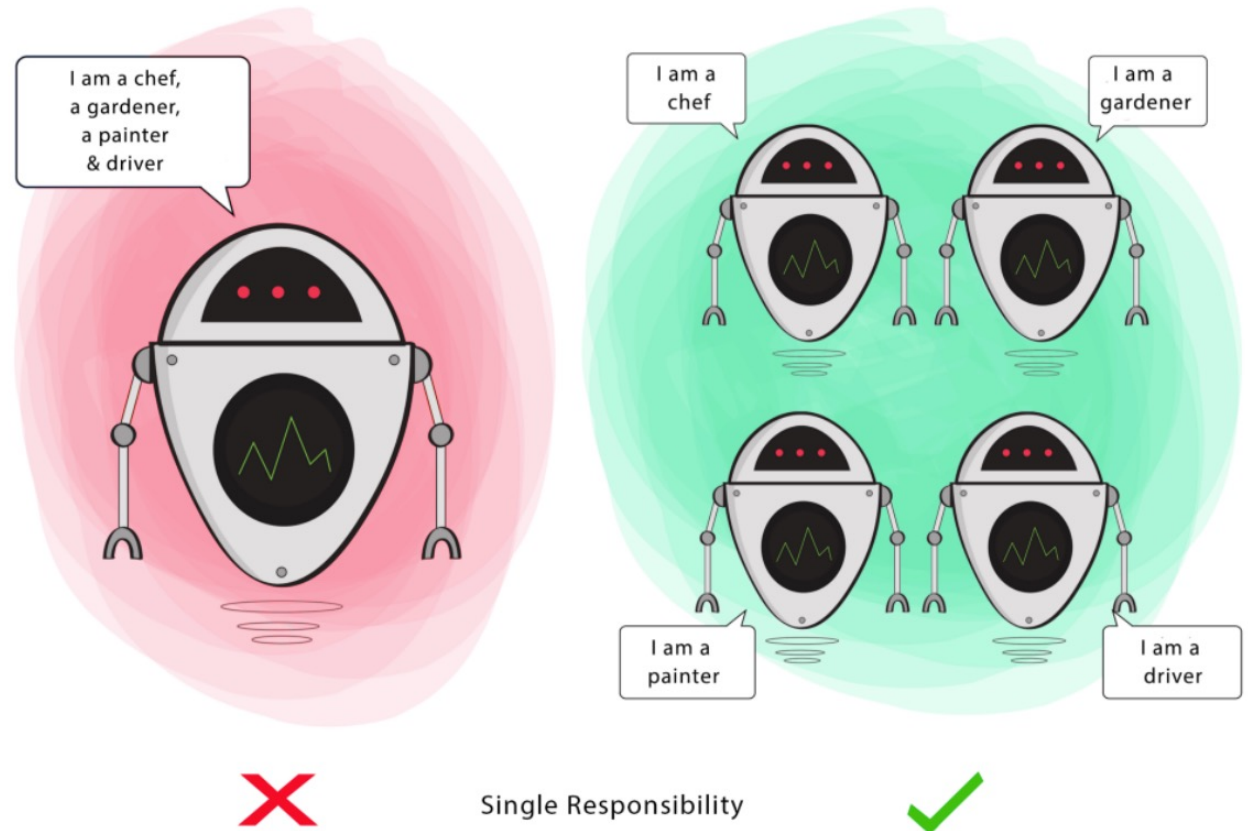 I am a chef,
a gardener,
a painter
& driver
I am a
chef
I am a
gardener
I am a
painter
I am a
driver
Single Responsibility